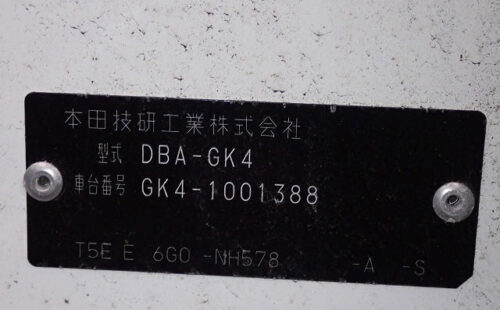 本田技研工業株式会社
型式 DBA-GK4
車台番号 GK4-1001388
T5E E 6G0 -NH578 -A -S